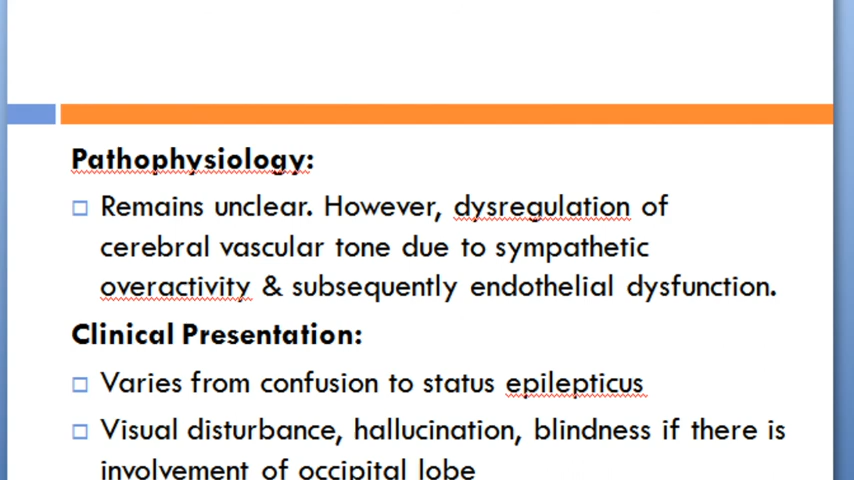 Pathophysiology:
Remains unclear. However, dysregulation of
cerebral vascular tone due to sympathetic
overactivity & subsequently endothelial dysfunction.
Clinical Presentation:
Varies from confusion to status epilepticus
Visual disturbance, hallucination, blindness if there is
involvement of occipital lobe